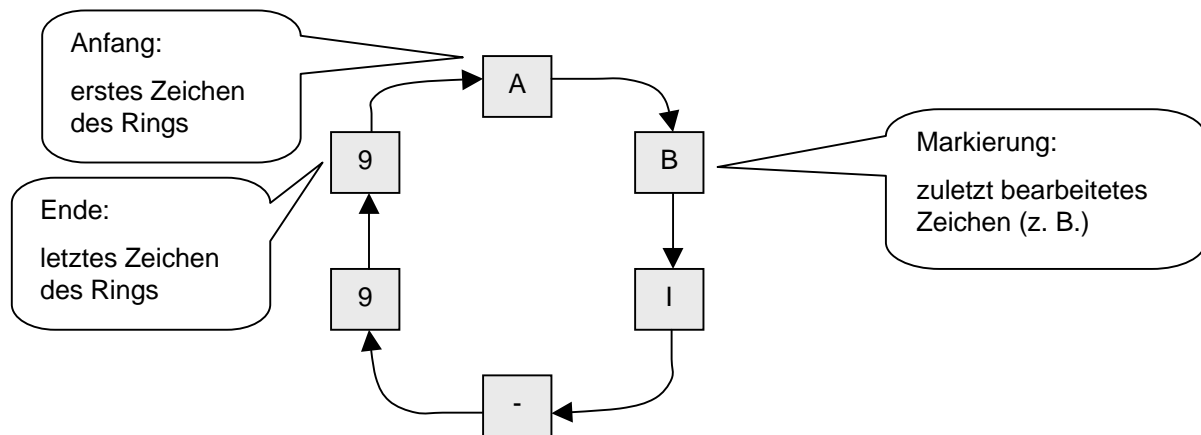 Anfang:
erstes Zeichen
des Rings
A
B
I
-
9
9
Markierung:
zuletzt bearbeitetes
Zeichen (z. B.)
Ende:
letztes Zeichen
des Rings